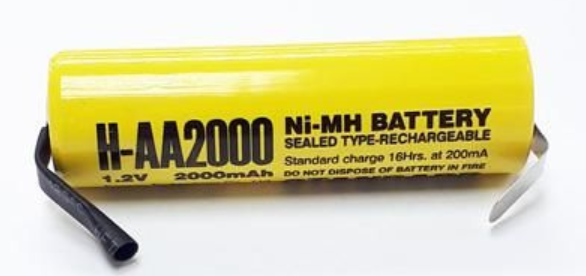 H-AA2000
1.2V 2000mAh
Ni-MH BATTERY
SEALED TYPE-RECHARGEABLE
Standard charge 16Hrs. at 200mA
DO NOT DISPOSE OF BATTERY IN FIRE